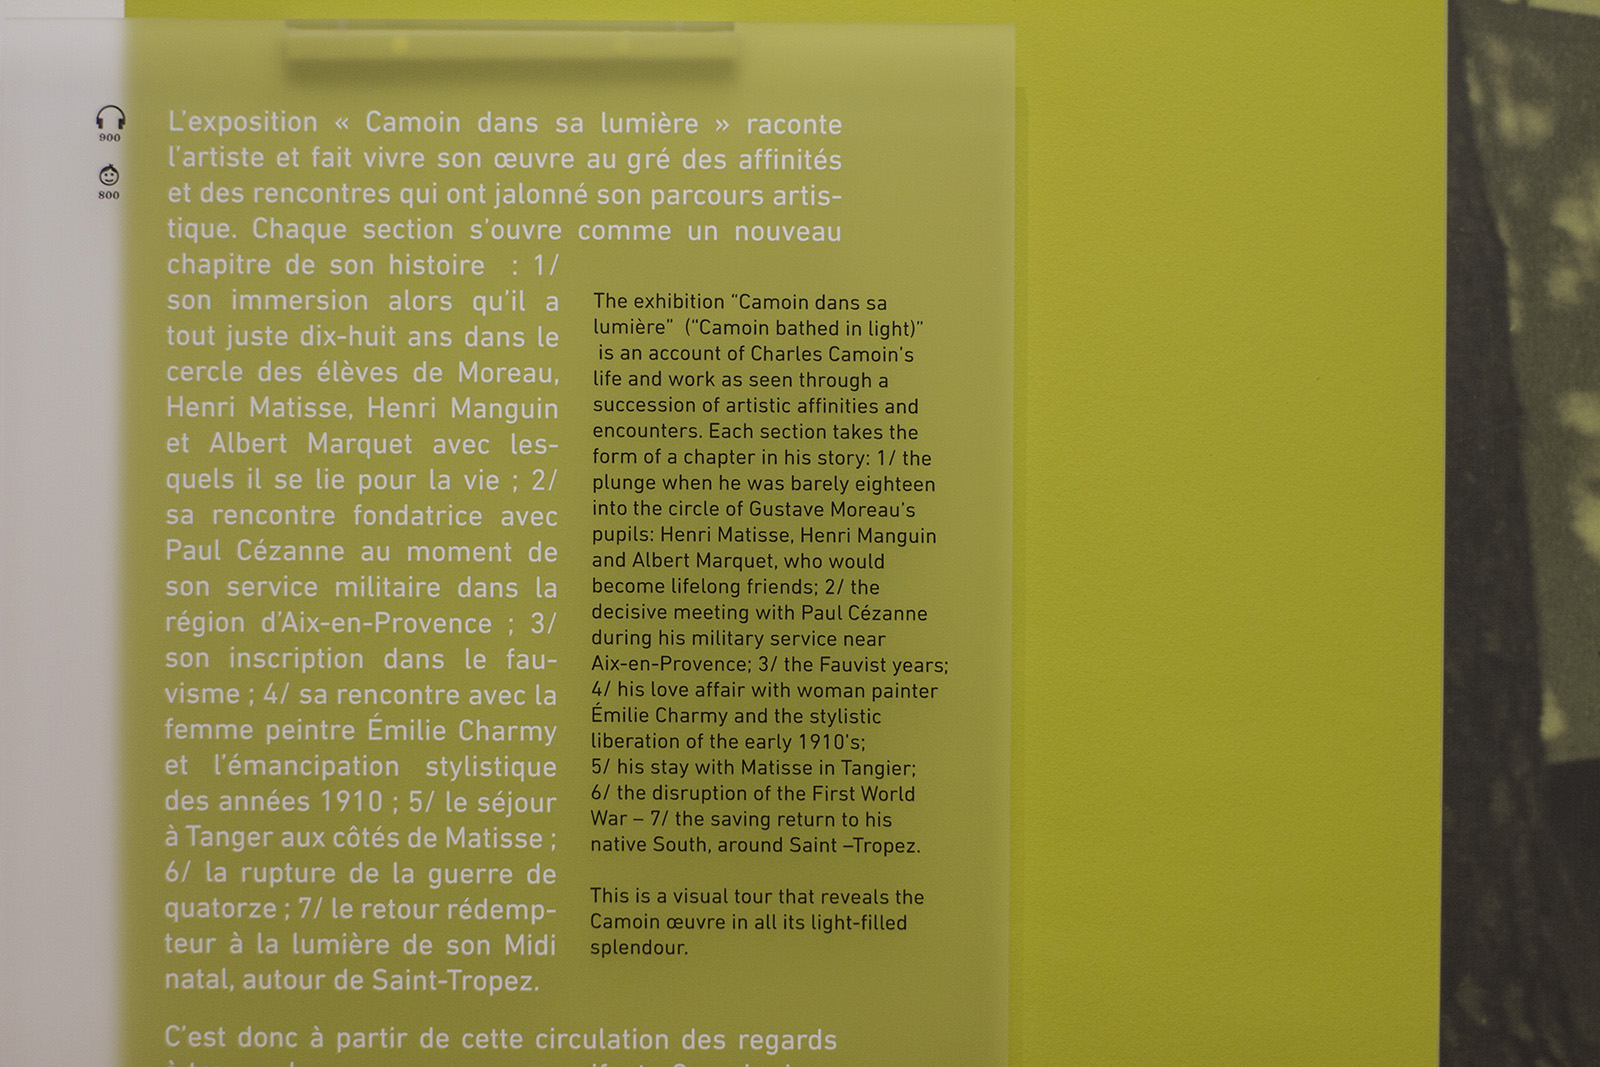 900
800
L'exposition « Camoin dans sa lumière » raconte
l'artiste et fait vivre son œuvre au gré des affinités
et des rencontres qui ont jalonné son parcours artis-
tique. Chaque section s'ouvre comme un nouveau
chapitre de son histoire : 1/
son immersion alors qu'il a
tout juste dix-huit ans dans le
cercle des élèves de Moreau,
Henri Matisse, Henri Manguin
et Albert Marquet avec les-
quels il se lie pour la vie ; 2/
sa rencontre fondatrice avec
Paul Cézanne au moment de
son service militaire dans la
région d'Aix-en-Provence ; 3/
son inscription dans le fau-
visme ; 4/ sa rencontre avec la
femme peintre Émilie Charmy
et l'émancipation stylistique
des années 1910 ; 5/ le séjour
à Tanger aux côtés de Matisse ;
6/ la rupture de la guerre de
quatorze ; 7/ le retour rédemp-
teur à la lumière de son Midi
natal, autour de Saint-Tropez.
C'est donc à partir de cette circulation des regards
The exhibition “Camoin dans sa
lumière” (“Camoin bathed in light)”
is an account of Charles Camoin's
life and work as seen through a
succession of artistic affinities and
encounters. Each section takes the
form of a chapter in his story: 1/ the
plunge when he was barely eighteen
into the circle of Gustave Moreau's
pupils: Henri Matisse, Henri Manguin
and Albert Marquet, who would
become lifelong friends; 2/ the
decisive meeting with Paul Cézanne
during his military service near
Aix-en-Provence; 3/ the Fauvist years;
4/ his love affair with woman painter
Émilie Charmy and the stylistic
liberation of the early 1910's;
5/ his stay with Matisse in Tangier;
6/ the disruption of the First World
War – 7/ the saving return to his
native South, around Saint –Tropez.
This is a visual tour that reveals the
Camoin œuvre in all its light-filled
splendour.